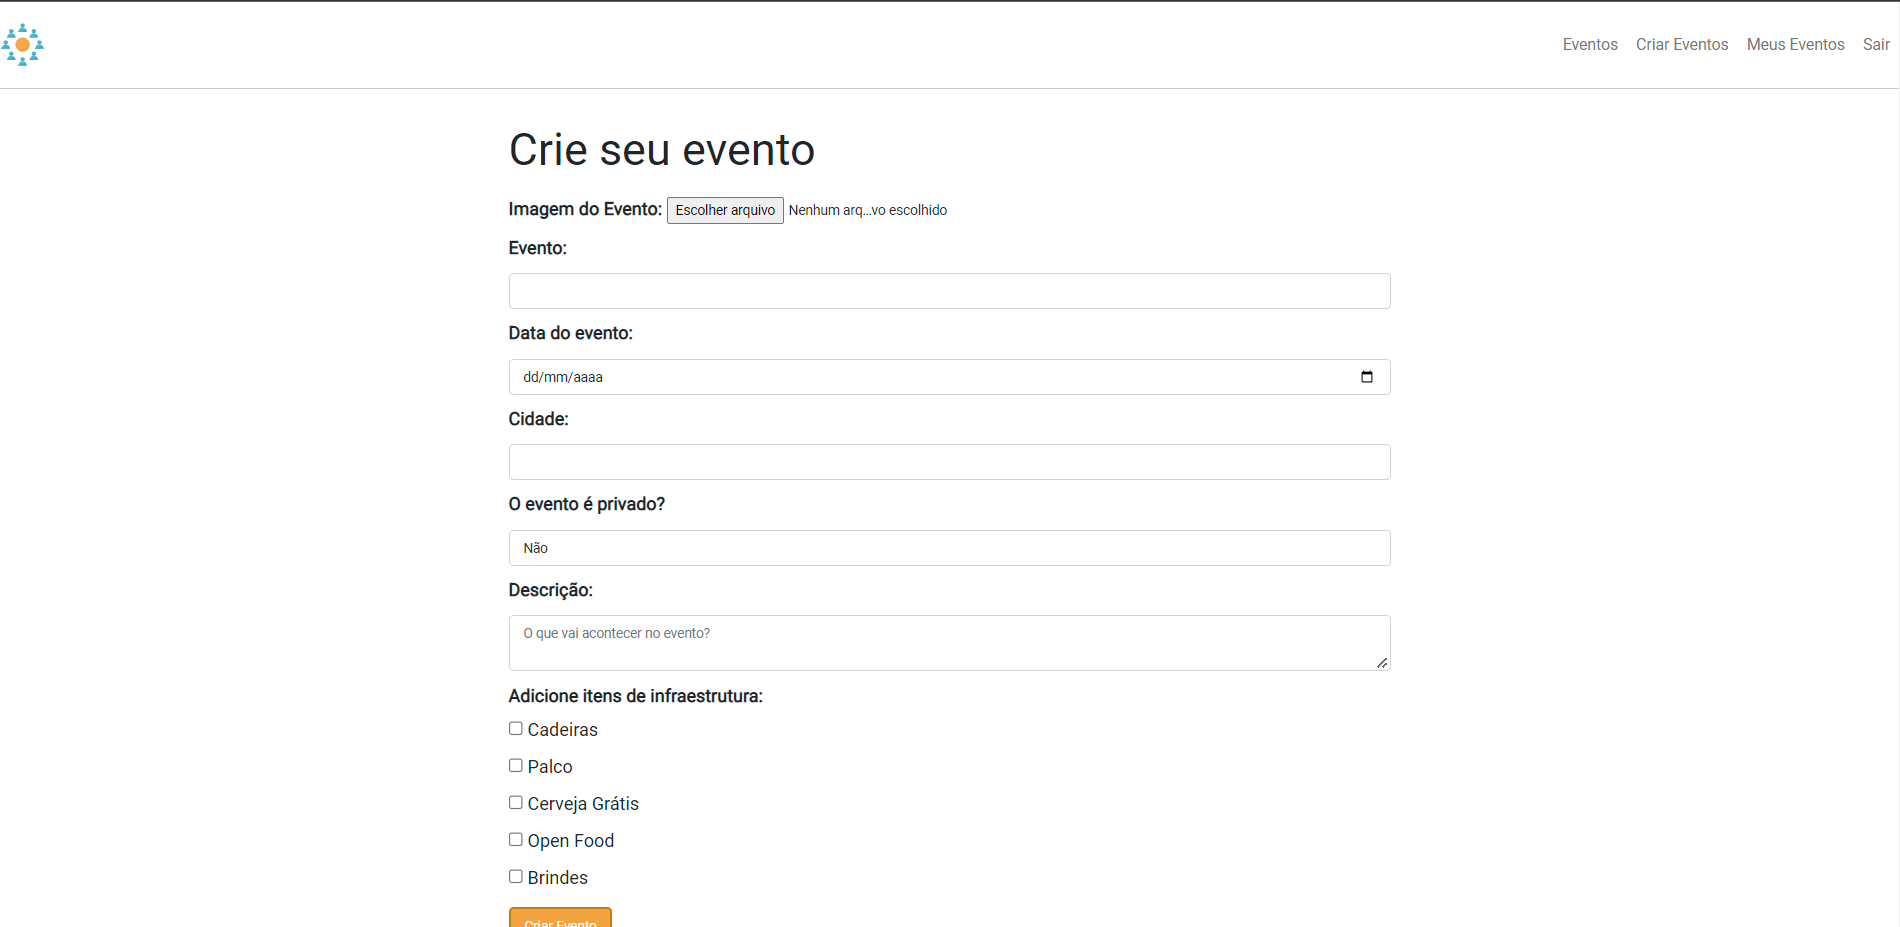 Eventos Criar Eventos Meus Eventos Sair
Crie seu evento
Imagem do Evento: Escolher arquivo Nenhum arq...vo escolhido
Evento:
Data do evento:
dd/mm/aaaa
Cidade:
O evento é privado?
Não
Descrição:
O que vai acontecer no evento?
Adicione itens de infraestrutura:
Cadeiras
Palco
Cerveja Grátis
Open Food
Brindes
Criar Evento